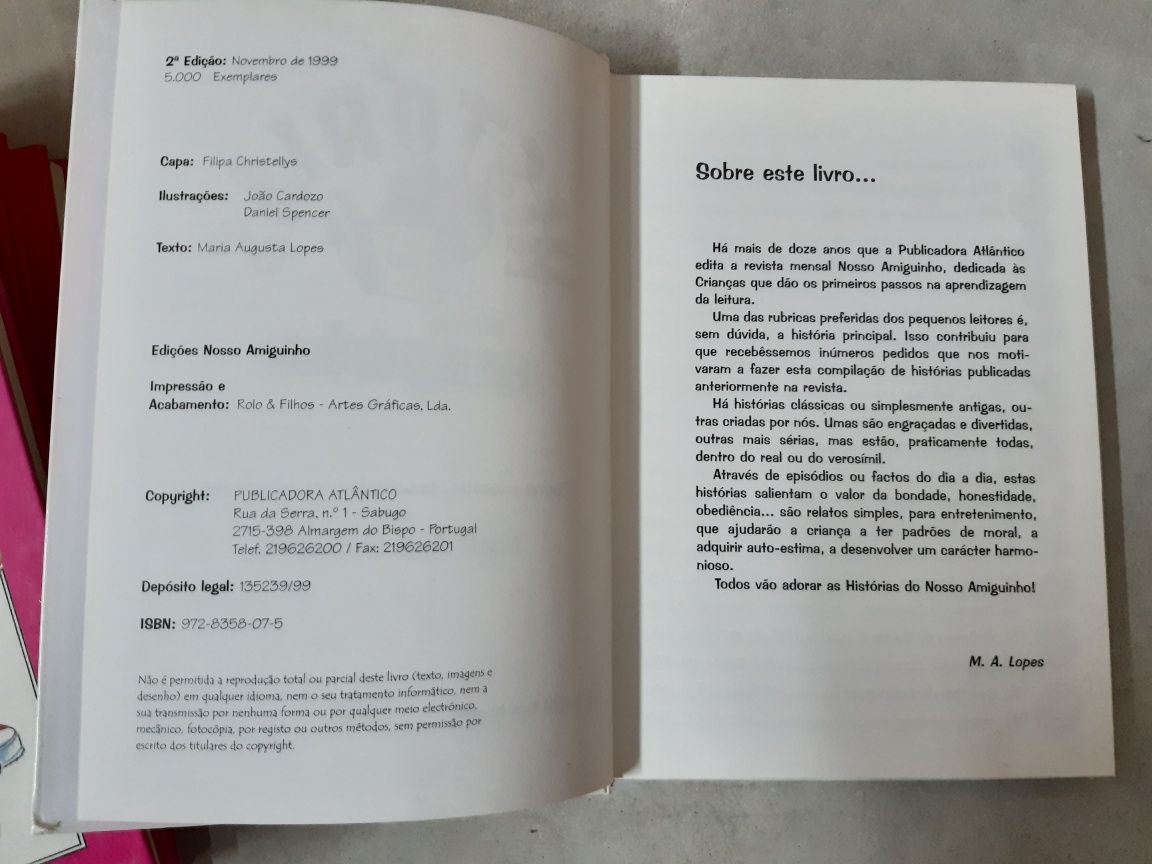 2ª Edição: Novembro de 1999
5.000 Exemplares
Capa: Filipa Christellys
Ilustrações: João Cardozo
Daniel Spencer
Texto: Maria Augusta Lopes
Edições Nosso Amiguinho
Impressão e
Acabamento: Rolo & Filhos - Artes Gráficas, Lda.
Copyright: PUBLICADORA ATLÂNTICO
Rua da Serra, n.º 1 - Sabugo
2715-398 Almargem do Bispo - Portugal
Telef. 219626200 / Fax: 219626201
Depósito legal: 135239/99
ISBN: 972-8358-07-5
Não é permitida a reprodução total ou parcial deste livro (texto, imagens e
desenho) em qualquer idioma, nem o seu tratamento informático, nem a
sua transmissão por nenhuma forma ou por qualquer meio electrónico,
mecânico, fotocópia, por registo ou outros métodos, sem permissão por
escrito dos titulares do copyright.
Sobre este livro...
Há mais de doze anos que a Publicadora Atlântico
edita a revista mensal Nosso Amiguinho, dedicada às
Crianças que dão os primeiros passos na aprendizagem
da leitura.
Uma das rubricas preferidas dos pequenos leitores é,
sem dúvida, a história principal. Isso contribuiu para
que recebêssemos inúmeros pedidos que nos moti-
varam a fazer esta compilação de histórias publicadas
anteriormente na revista.
Há histórias clássicas ou simplesmente antigas, ou-
tras criadas por nós. Umas são engraçadas e divertidas,
outras mais sérias, mas estão, praticamente todas,
dentro do real ou do verosímil.
Através de episódios ou factos do dia a dia, estas
histórias salientam o valor da bondade, honestidade,
obediência... são relatos simples, para entretenimento,
que ajudarão a criança a ter padrões de moral, a
adquirir auto-estima, a desenvolver um carácter harmo-
nioso.
Todos vão adorar as Histórias do Nosso Amiguinho!
M. A. Lopes